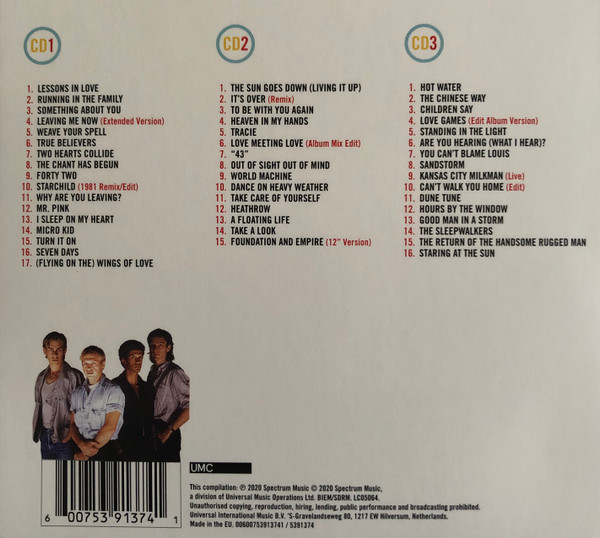 CD1
1. LESSONS IN LOVE
2. RUNNING IN THE FAMILY
3. SOMETHING ABOUT YOU
4. LEAVING ME NOW (Extended Version)
5. WEAVE YOUR SPELL
6. TRUE BELIEVERS
7. TWO HEARTS COLLIDE
8. THE CHANT HAS BEGUN
9. FORTY TWO
10. STARCHILD (1981 Remix/Edit)
11. WHY ARE YOU LEAVING?
12. MR. PINK
13. I SLEEP ON MY HEART
14. MICRO KID
15. TURN IT ON
16. SEVEN DAYS
17. (FLYING ON THE) WINGS OF LOVE
CD2
1. THE SUN GOES DOWN (LIVING IT UP)
2. IT'S OVER (Remix)
3. TO BE WITH YOU AGAIN
4. HEAVEN IN MY HANDS
5. TRACIE
6. LOVE MEETING LOVE (Album Mix Edit)
7. "43"
8. OUT OF SIGHT OUT OF MIND
9. WORLD MACHINE
10. DANCE ON HEAVY WEATHER
11. TAKE CARE OF YOURSELF
12. HEATHROW
13. A FLOATING LIFE
14. TAKE A LOOK
15. FOUNDATION AND EMPIRE (12" Version)
CD3
1. HOT WATER
2. THE CHINESE WAY
3. CHILDREN SAY
4. LOVE GAMES (Edit Album Version)
5. STANDING IN THE LIGHT
6. ARE YOU HEARING (WHAT I HEAR)?
7. YOU CAN'T BLAME LOUIS
8. SANDSTORM
9. KANSAS CITY MILKMAN (Live)
10. CAN'T WALK YOU HOME (Edit)
11. DUNE TUNE
12. HOURS BY THE WINDOW
13. GOOD MAN IN A STORM
14. THE SLEEPWALKERS
15. THE RETURN OF THE HANDSOME RUGGED MAN
16. STARING AT THE SUN
6 00753 91374 1
UMC
This compilation: ℗ 2020 Spectrum Music © 2020 Spectrum Music,
a division of Universal Music Operations Ltd. BIEM/SDRM. LC05064.
Unauthorised copying, reproduction, hiring, lending, public performance and broadcasting prohibited.
Universal International Music B.V. 'S-Gravelandseweg 80, 1217 EW Hilversum, Netherlands.
Made in the EU. 00600753913741 / 5391374